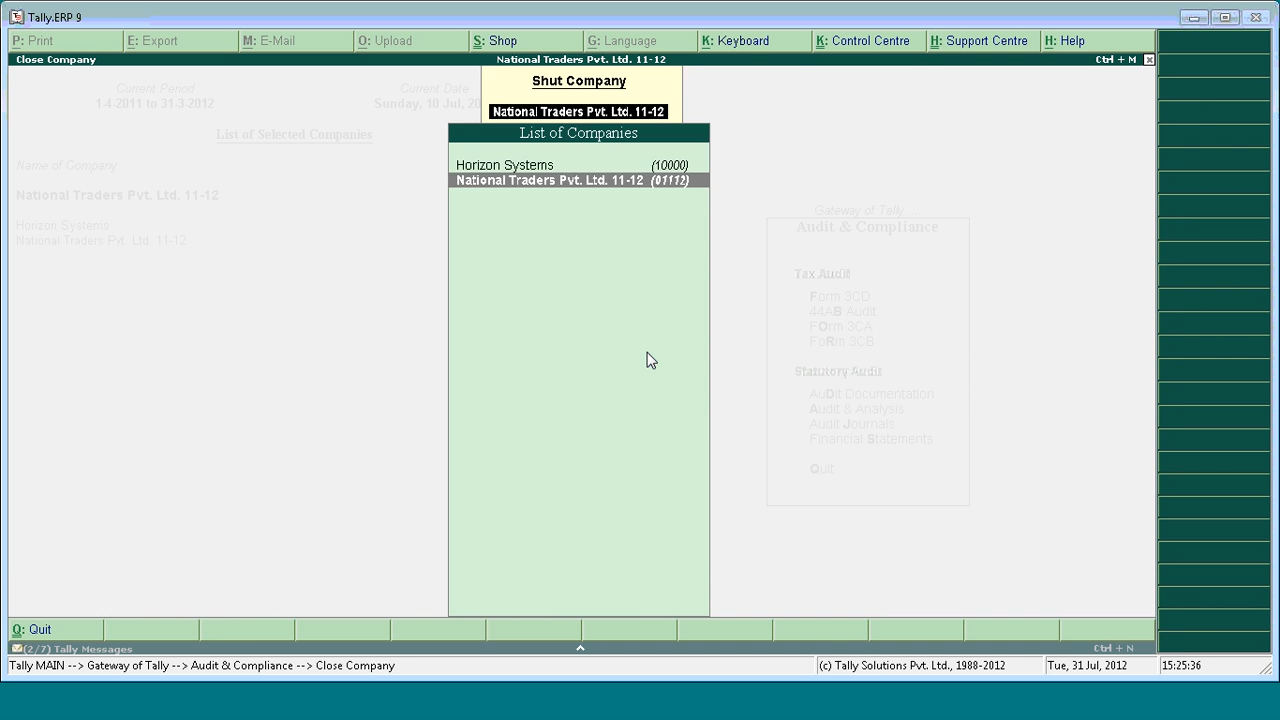 Tally.ERP 9
P: Print
E: Export
M: E-Mail
O: Upload
S: Shop
G: Language
K: Keyboard
K: Control Centre
H: Support Centre
H: Help
Close Company
National Traders Pvt. Ltd. 11-12
Ctrl + M
Shut Company
National Traders Pvt. Ltd. 11-12
List of Companies
Horizon Systems (10000)
National Traders Pvt. Ltd. 11-12 (01112)
Current Period
1-4-2011 to 31-3-2012
Current Date
Sunday, 10 Jul, 20
List of Selected Companies
Name of Company
National Traders Pvt. Ltd. 11-12
Horizon Systems
National Traders Pvt. Ltd. 11-12
Gateway of Tally ...
Audit & Compliance
Tax Audit
Form 3CD
44AB Audit
FOrm 3CA
FoRm 3CB
Statutory Audit
AuDit Documentation
Audit & Analysis
Audit Journals
Financial Statements
Quit
Q: Quit
(2/7) Tally Messages
Ctrl + N
Tally MAIN --> Gateway of Tally --> Audit & Compliance --> Close Company
(c) Tally Solutions Pvt. Ltd., 1988-2012
Tue, 31 Jul, 2012
15:25:36